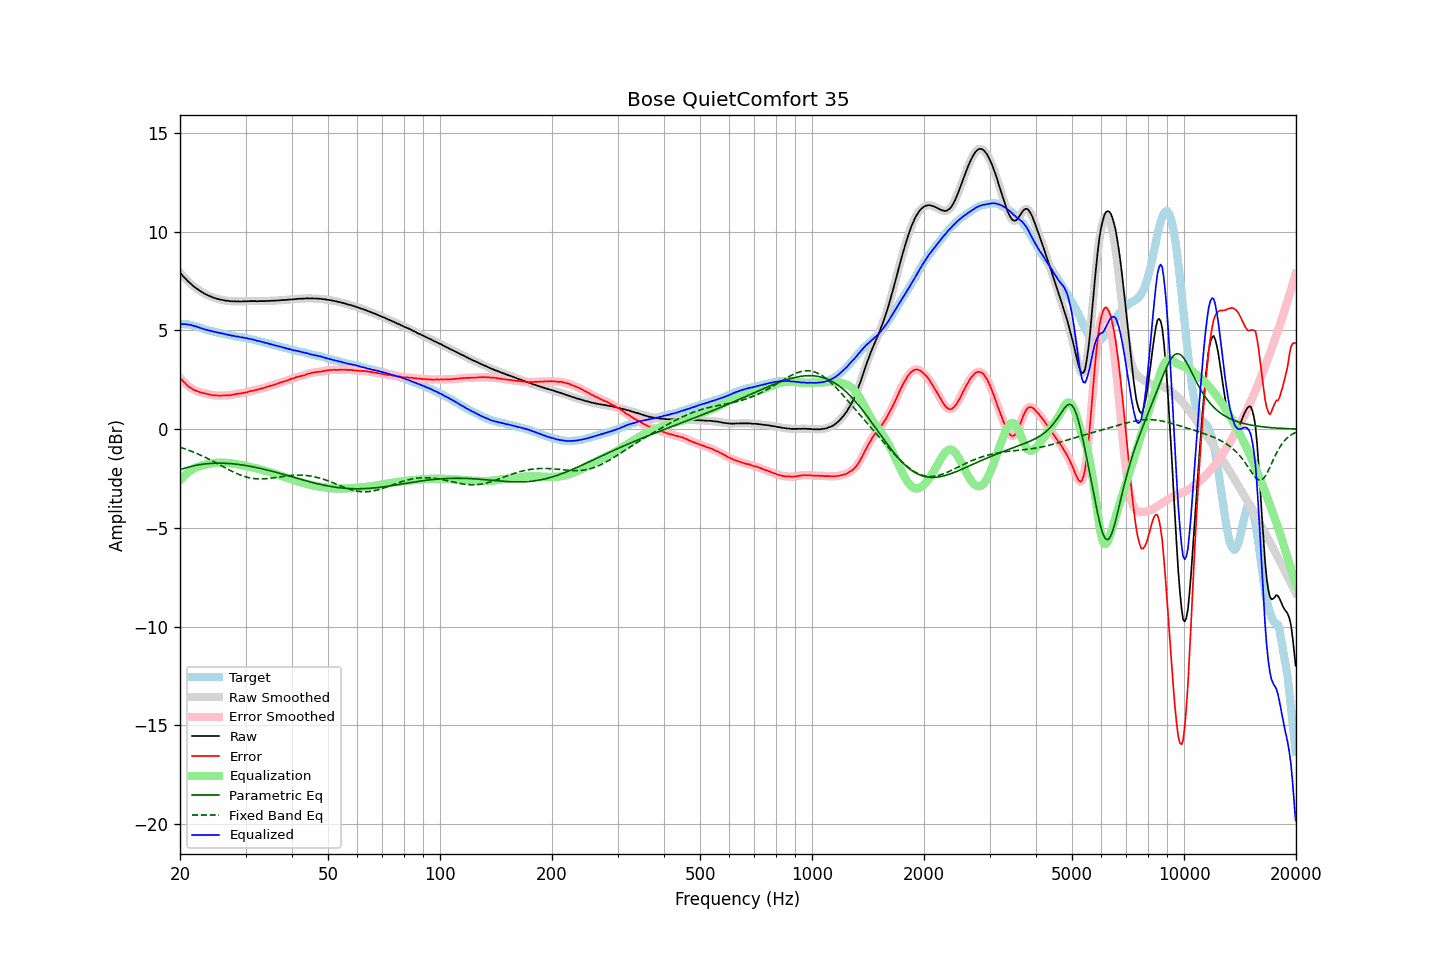 Bose QuietComfort 35
Amplitude (dBr)
15
10
5
0
−5
−10
−15
−20
Target
Raw Smoothed
Error Smoothed
Raw
Error
Equalization
Parametric Eq
Fixed Band Eq
Equalized
20
50
100
200
500
1000
2000
5000
10000
20000
Frequency (Hz)